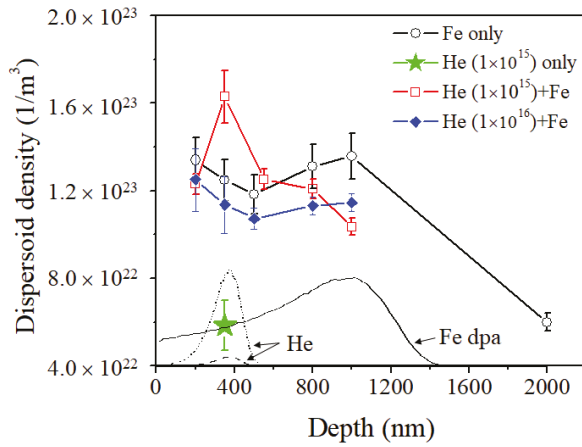 Dispersoid density (1/m³)
2.0 × 10²³
1.6 × 10²³
1.2 × 10²³
8.0 × 10²²
4.0 × 10²²
Fe only
He (1×10¹⁵) only
He (1×10¹⁵)+Fe
He (1×10¹⁶)+Fe
He
Fe dpa
0 400 800 1200 1600 2000
Depth (nm)